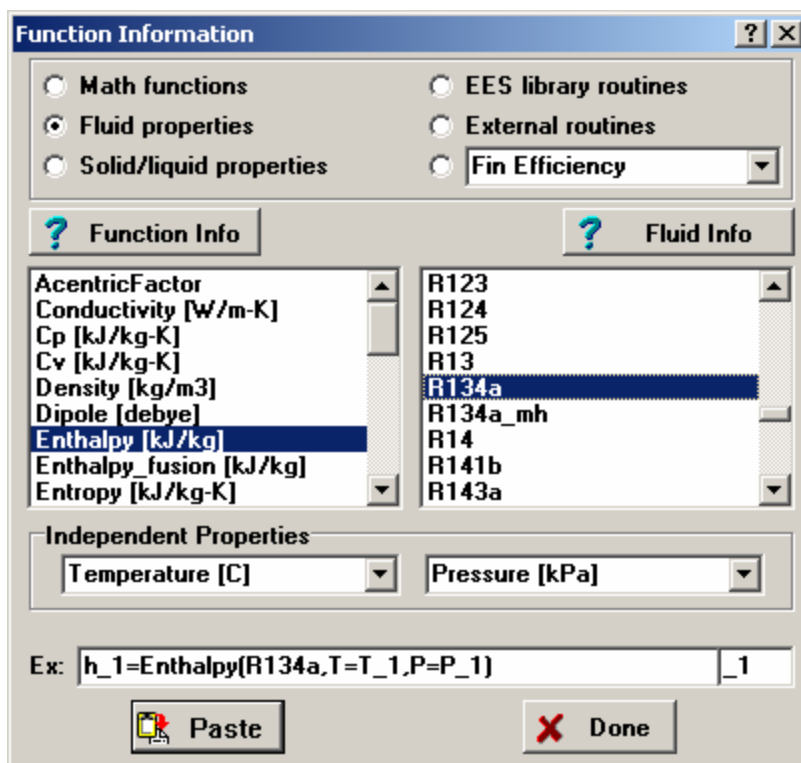 Function Information
Math functions
EES library routines
Fluid properties
External routines
Solid/liquid properties
Fin Efficiency
? Function Info
? Fluid Info
AcentricFactor
Conductivity [W/m-K]
Cp [kJ/kg-K]
Cv [kJ/kg-K]
Density [kg/m3]
Dipole [debye]
Enthalpy [kJ/kg]
Enthalpy_fusion [kJ/kg]
Entropy [kJ/kg-K]
R123
R124
R125
R13
R134a
R134a_mh
R14
R141b
R143a
Independent Properties
Temperature [C]
Pressure [kPa]
Ex: h_1=Enthalpy(R134a,T=T_1,P=P_1) _1
Paste
Done